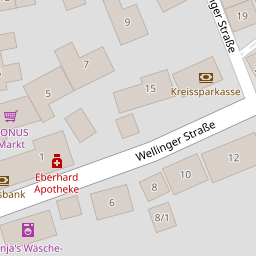 9
19
linger Straße
7
5
15
Kreissparkasse
ONUS
Markt
1
Wellinger Straße
12
Eberhard
Apotheke
10
8
sbank
6
8/1
nja's Wäsche-